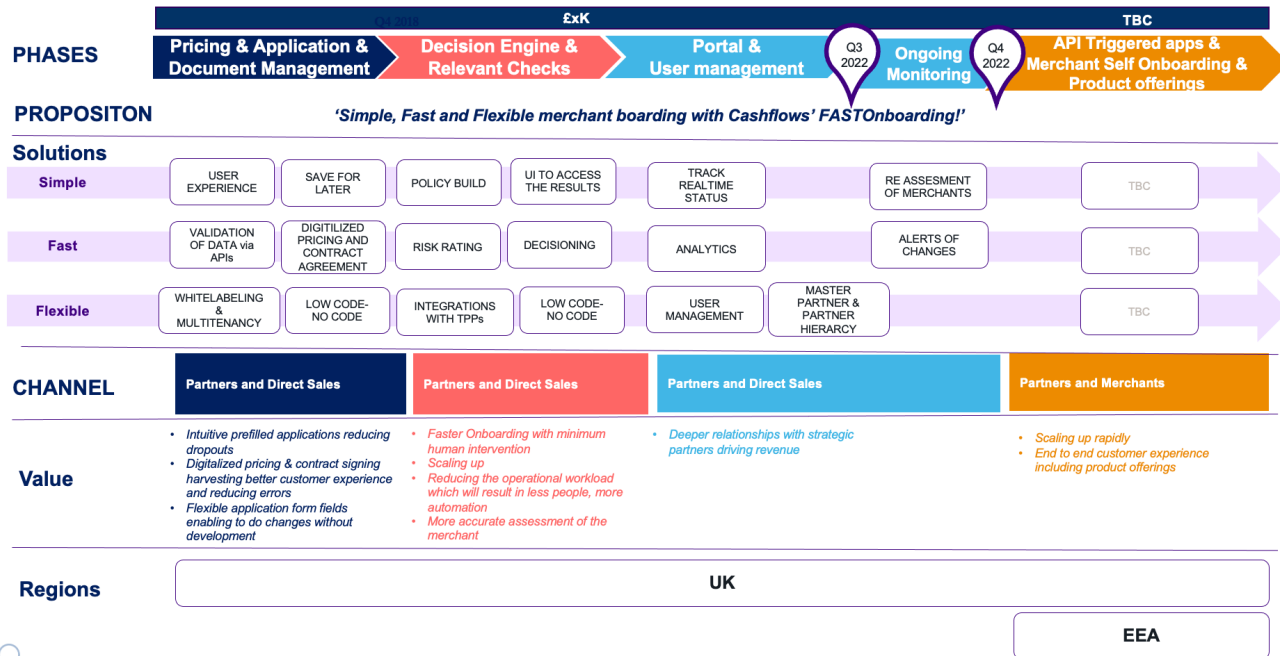 £xK
TBC
Q4 2018
PHASES
Pricing & Application &
Document Management
Decision Engine &
Relevant Checks
Portal &
User management
Q3
2022
Ongoing
Monitoring
Q4
2022
API Triggered apps &
Merchant Self Onboarding &
Product offerings
PROPOSITON
‘Simple, Fast and Flexible merchant boarding with Cashflows’ FASTOnboarding!’
Solutions
Simple
USER
EXPERIENCE
SAVE FOR
LATER
POLICY BUILD
UI TO ACCESS
THE RESULTS
TRACK
REALTIME
STATUS
RE ASSESMENT
OF MERCHANTS
TBC
Fast
VALIDATION
OF DATA via
APIs
DIGITILIZED
PRICING AND
CONTRACT
AGREEMENT
RISK RATING
DECISIONING
ANALYTICS
ALERTS OF
CHANGES
TBC
Flexible
WHITELABELING
&
MULTITENANCY
LOW CODE-
NO CODE
INTEGRATIONS
WITH TPPs
LOW CODE-
NO CODE
USER
MANAGEMENT
MASTER
PARTNER &
PARTNER
HIERARCY
TBC
CHANNEL
Partners and Direct Sales
Partners and Direct Sales
Partners and Direct Sales
Partners and Merchants
Value
• Intuitive prefilled applications reducing
dropouts
• Digitalized pricing & contract signing
harvesting better customer experience
and reducing errors
• Flexible application form fields
enabling to do changes without
development
• Faster Onboarding with minimum
human intervention
• Scaling up
• Reducing the operational workload
which will result in less people, more
automation
• More accurate assessment of the
merchant
• Deeper relationships with strategic
partners driving revenue
• Scaling up rapidly
• End to end customer experience
including product offerings
Regions
UK
EEA